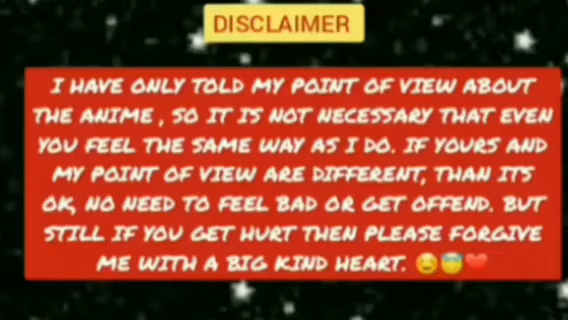 DISCLAIMER
I HAVE ONLY TOLD MY POINT OF VIEW ABOUT
THE ANIME , SO IT IS NOT NECESSARY THAT EVEN
YOU FEEL THE SAME WAY AS I DO. IF YOURS AND
MY POINT OF VIEW ARE DIFFERENT, THAN ITS
OK, NO NEED TO FEEL BAD OR GET OFFEND. BUT
STILL IF YOU GET HURT THEN PLEASE FORGIVE
ME WITH A BIG KIND HEART. 😊😇❤️